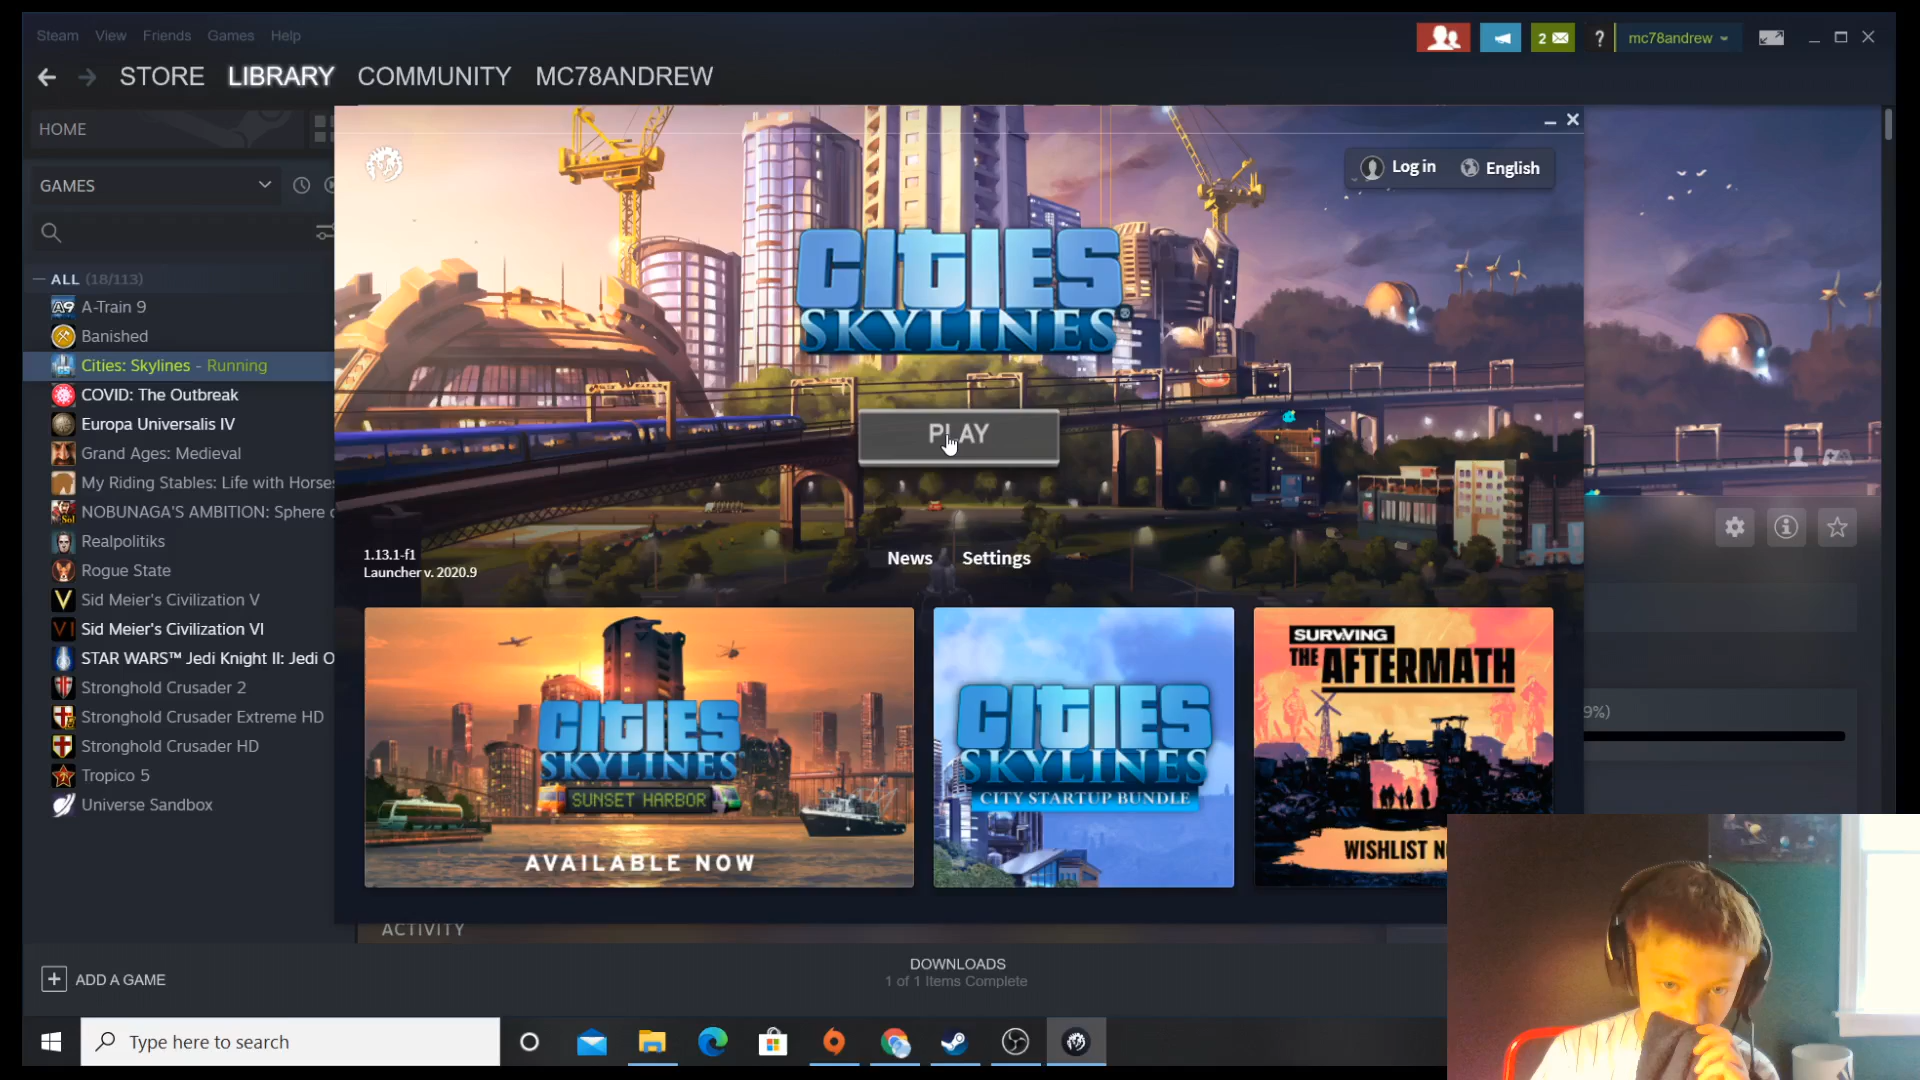 Steam View Friends Games Help
2 ? mc78andrew
STORE LIBRARY COMMUNITY MC78ANDREW
HOME
GAMES
ALL (18/113)
A-Train 9
Banished
Cities: Skylines - Running
COVID: The Outbreak
Europa Universalis IV
Grand Ages: Medieval
My Riding Stables: Life with Horses
NOBUNAGA'S AMBITION: Sphere
Realpolitiks
Rogue State
Sid Meier's Civilization V
Sid Meier's Civilization VI
STAR WARS™ Jedi Knight II: Jedi O
Stronghold Crusader 2
Stronghold Crusader Extreme HD
Stronghold Crusader HD
Tropico 5
Universe Sandbox
ADD A GAME
Log in English
CITIES
SKYLINES
PLAY
1.13.1-f1
Launcher v. 2020.9
News Settings
CITIES
SKYLINES
SUNSET HARBOR
AVAILABLE NOW
CITIES
SKYLINES
CITY STARTUP BUNDLE
SURVIVING
THE AFTERMATH
WISHLIST
9%)
ACTIVITY
DOWNLOADS
1 of 1 Items Complete
Type here to search